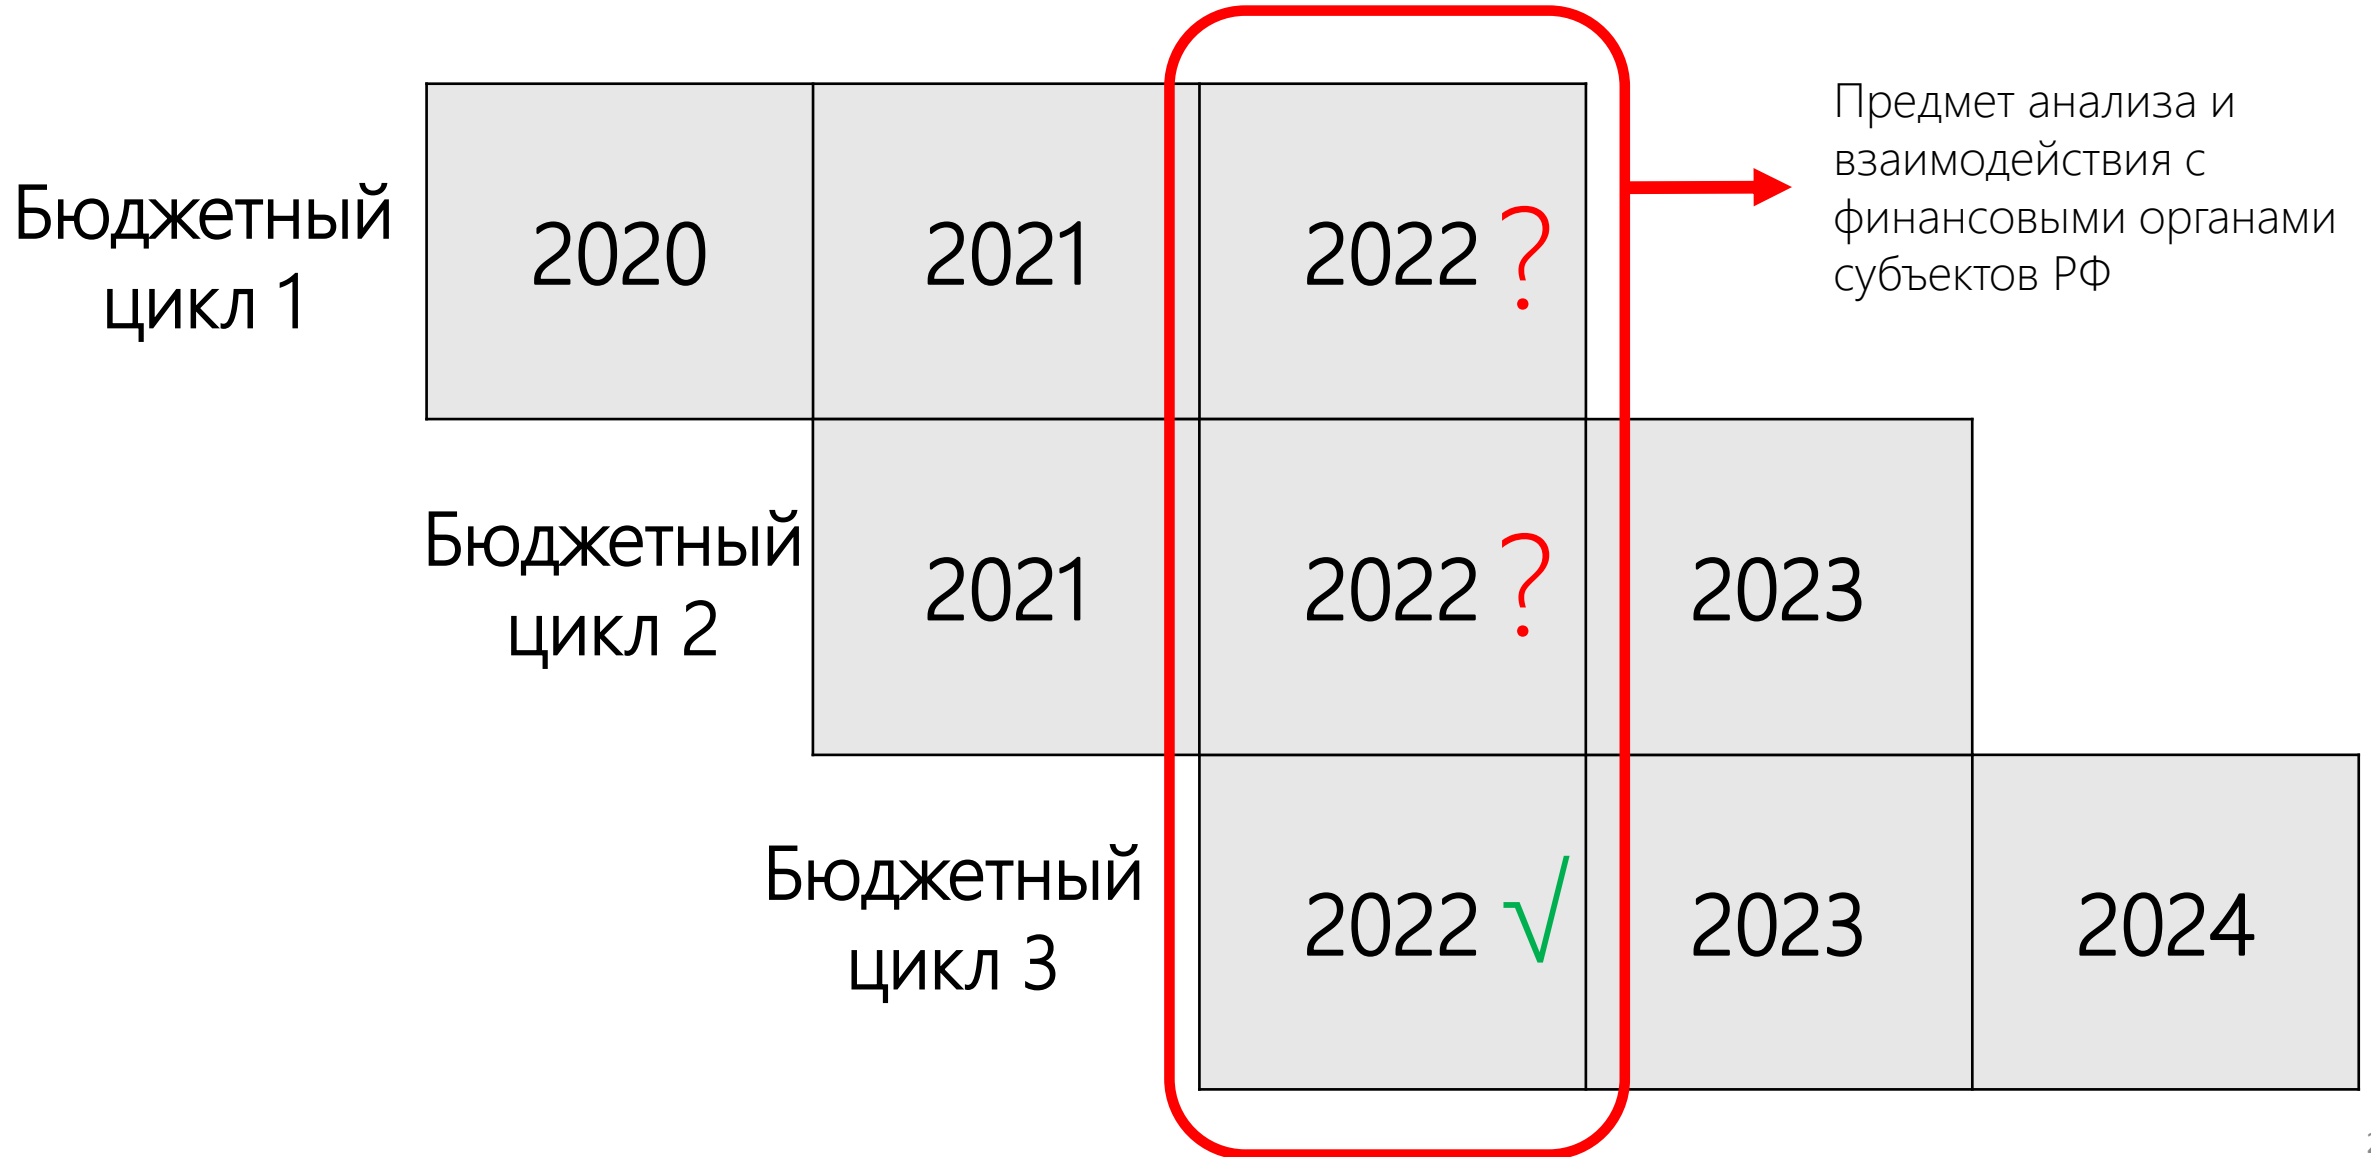 Предмет анализа и
взаимодействия с
финансовыми органами
субъектов РФ
Бюджетный
цикл 1
2020
2021
2022 ?
Бюджетный
цикл 2
2021
2022 ?
2023
Бюджетный
цикл 3
2022 √
2023
2024